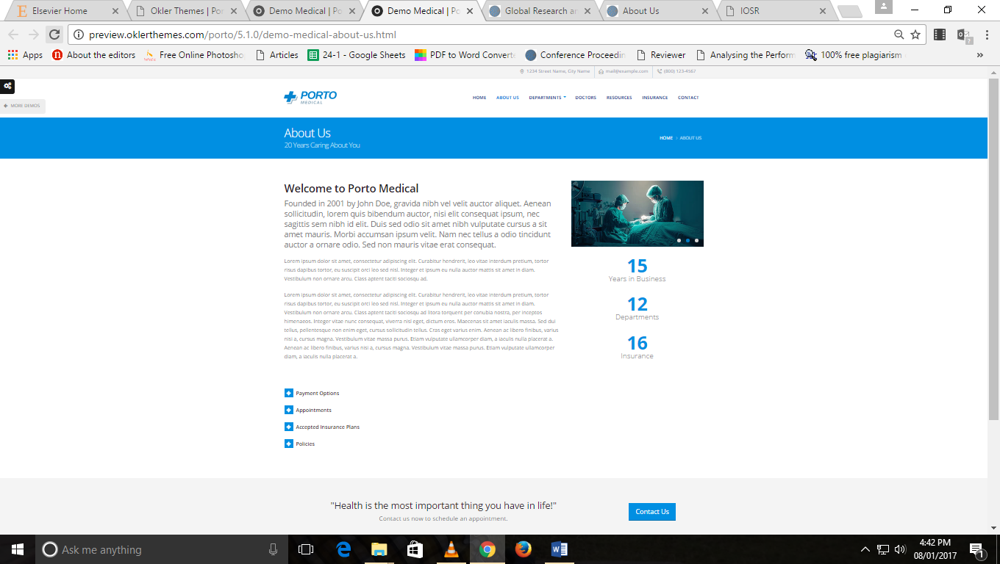 Elsevier Home
Okler Themes | Por
Demo Medical | Po
Demo Medical | Po
Global Research an
About Us
IOSR
preview.oklerthemes.com/porto/5.1.0/demo-medical-about-us.html
Apps
About the editors
Free Online Photosho
Articles
24-1 - Google Sheets
PDF to Word Converte
Conference Proceedin
Reviewer
Analysing the Perform
100% free plagiarism
»
1234 Street Name, City Name
mail@example.com
(800) 123-4567
MORE DEMOS
PORTO
MEDICAL
HOME ABOUT US DEPARTMENTS DOCTORS RESOURCES INSURANCE CONTACT
About Us
20 Years Caring About You
HOME > ABOUT US
Welcome to Porto Medical
Founded in 2001 by John Doe, gravida nibh vel velit auctor aliquet. Aenean
sollicitudin, lorem quis bibendum auctor, nisi elit consequat ipsum, nec
sagittis sem nibh id elit. Duis sed odio sit amet nibh vulputate cursus a sit
amet mauris. Morbi accumsan ipsum velit. Nam nec tellus a odio tincidunt
auctor a ornare odio. Sed non mauris vitae erat consequat.
Lorem ipsum dolor sit amet, consectetur adipiscing elit. Curabitur hendrerit, leo vitae interdum pretium, tortor
risus dapibus tortor, eu suscipit orci leo sed nisl. Integer et ipsum eu nulla auctor mattis sit amet in diam.
Vestibulum non ornare arcu. Class aptent taciti sociosqu ad.
Lorem ipsum dolor sit amet, consectetur adipiscing elit. Curabitur hendrerit, leo vitae interdum pretium, tortor
risus dapibus tortor, eu suscipit orci leo sed nisl. Integer et ipsum eu nulla auctor mattis sit amet in diam.
Vestibulum non ornare arcu. Class aptent taciti sociosqu ad litora torquent per conubia nostra, per inceptos
himenaeos. Integer vitae nunc consequat, viverra nisl eget, dictum eros. Maecenas sit amet iaculis massa. Sed dui
tellus, pellentesque non enim eget, cursus sollicitudin tellus. Cras eget varius enim. Aenean ac libero finibus, varius
nisi a, cursus magna. Vestibulum vitae massa purus. Etiam vulputate ullamcorper diam, a iaculis nulla placerat a.
Aenean ac libero finibus, varius nisi a, cursus magna. Vestibulum vitae massa purus. Etiam vulputate ullamcorper
diam, a iaculis nulla placerat a.
15
Years in Business
12
Departments
16
Insurance
Payment Options
Appointments
Accepted Insurance Plans
Policies
"Health is the most important thing you have in life!"
Contact us now to schedule an appointment.
Contact Us
Ask me anything
4:42 PM
08/01/2017
1